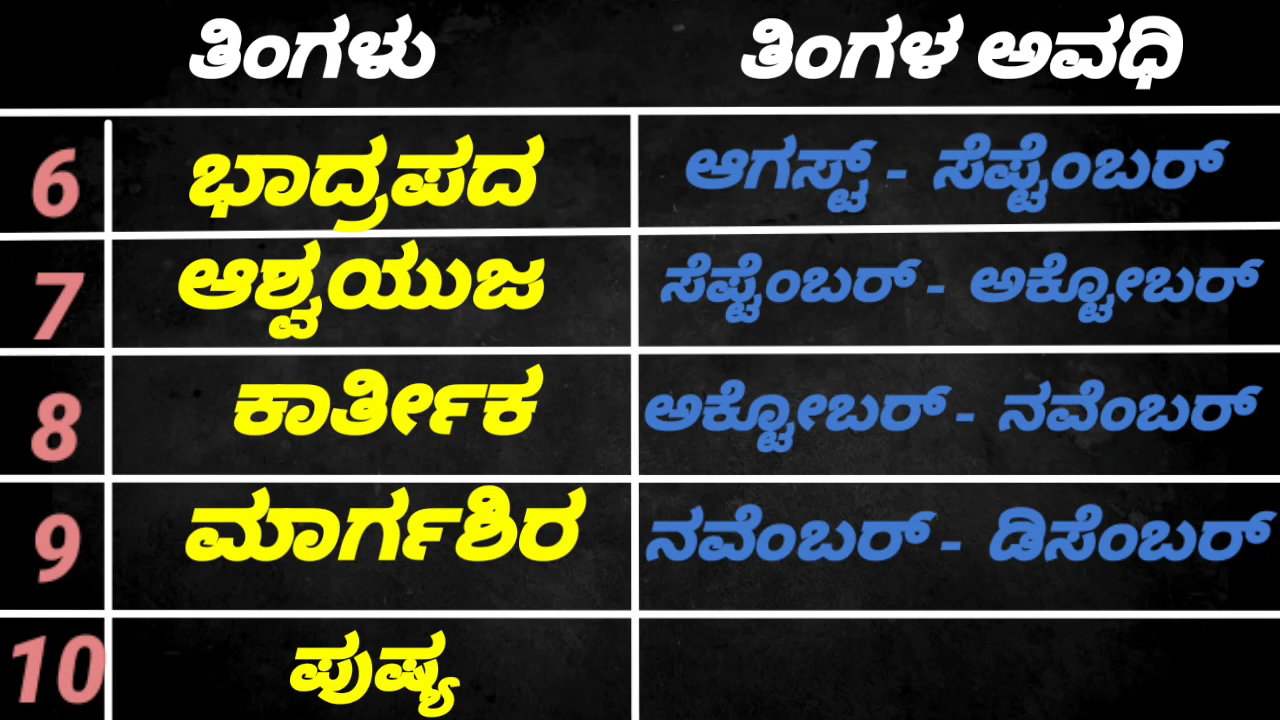 ತಿಂಗಳು ತಿಂಗಳ ಅವಧಿ
6 ಭಾದ್ರಪದ ಆಗಸ್ಟ್ - ಸೆಪ್ಟೆಂಬರ್
7 ಆಶ್ವಯುಜ ಸೆಪ್ಟೆಂಬರ್ - ಅಕ್ಟೋಬರ್
8 ಕಾರ್ತೀಕ ಅಕ್ಟೋಬರ್ - ನವೆಂಬರ್
9 ಮಾರ್ಗಶಿರ ನವೆಂಬರ್ - ಡಿಸೆಂಬರ್
10 ಪುಷ್ಯ